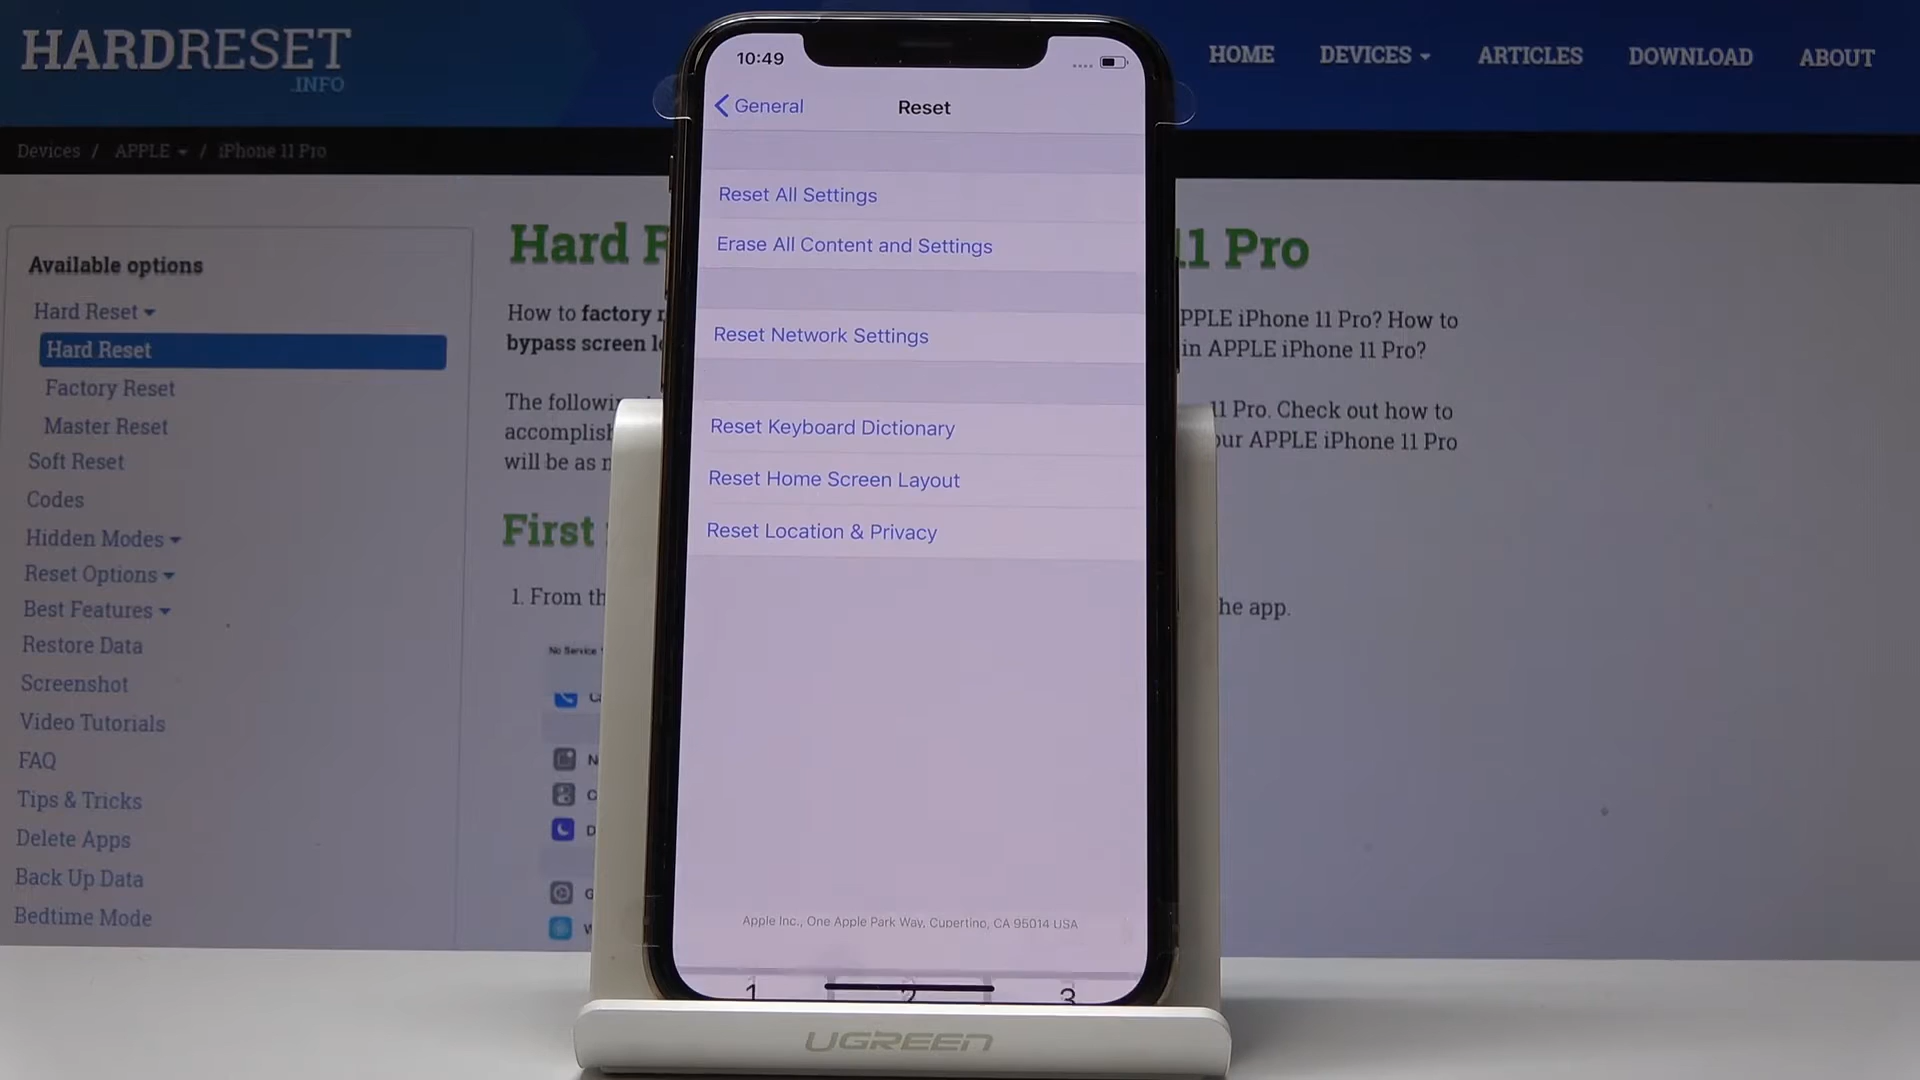 HARDRESET
.INFO
HOME DEVICES ARTICLES DOWNLOAD ABOUT
Devices / APPLE / iPhone 11 Pro
Available options
Hard Reset
Hard Reset
Factory Reset
Master Reset
Soft Reset
Codes
Hidden Modes
Reset Options
Best Features
Restore Data
Screenshot
Video Tutorials
FAQ
Tips & Tricks
Delete Apps
Back Up Data
Bedtime Mode
Hard 11 Pro
How to factory PPLE iPhone 11 Pro? How to
bypass screen in APPLE iPhone 11 Pro?
The 11 Pro. Check out how to
APPLE iPhone 11 Pro
will be as
First
1. From he app.
No Service
10:49
General Reset
Reset All Settings
Erase All Content and Settings
Reset Network Settings
Reset Keyboard Dictionary
Reset Home Screen Layout
Reset Location & Privacy
Apple Inc., One Apple Park Way, Cupertino, CA 95014 USA
1 2 3
UGREEN